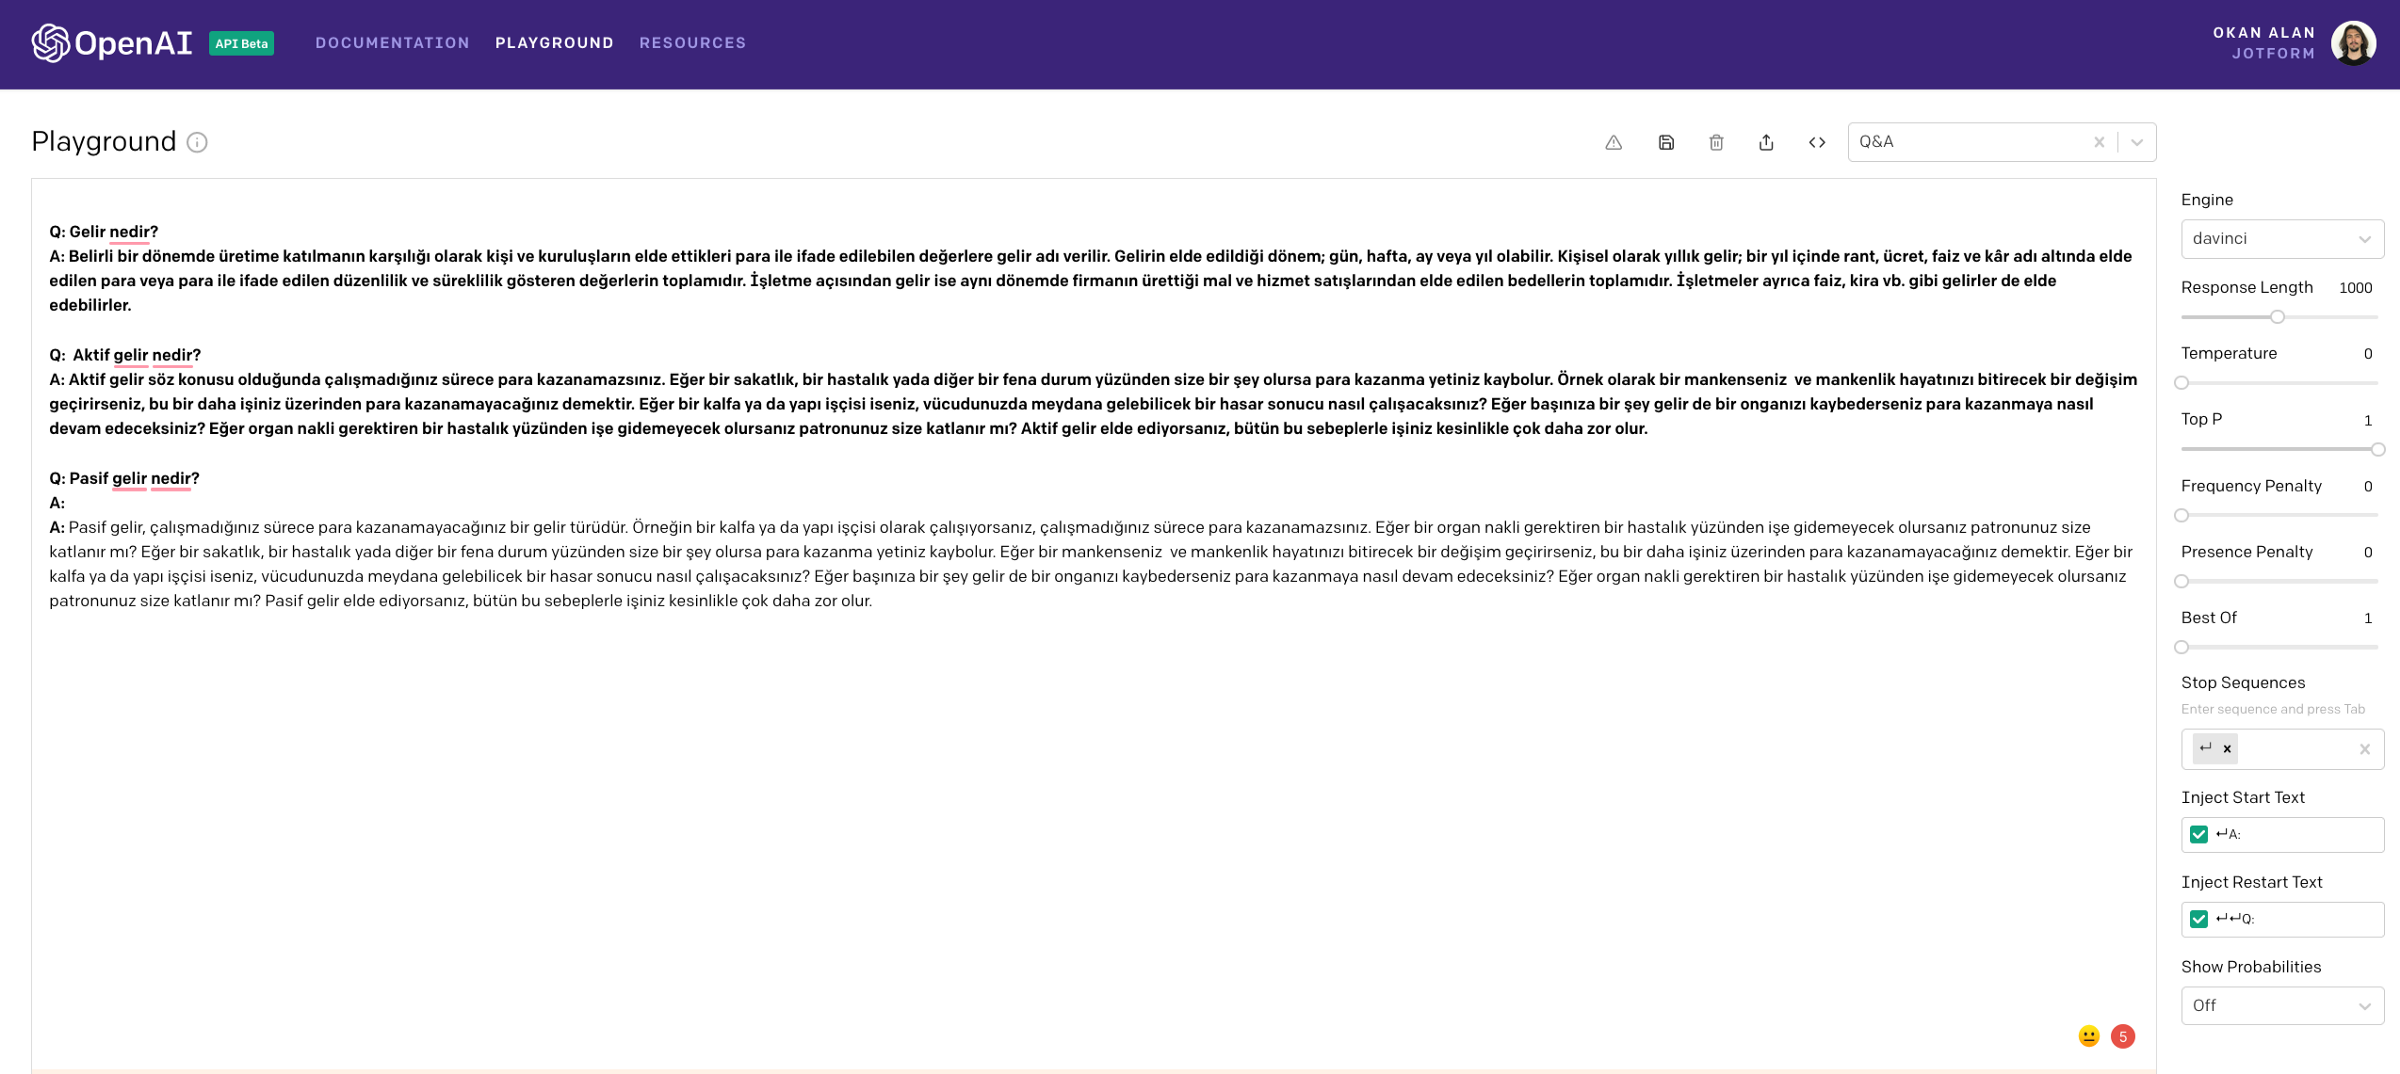 OpenAI API Beta DOCUMENTATION PLAYGROUND RESOURCES OKAN ALAN
JOTFORM
Playground Q&A
Q: Gelir nedir?
A: Belirli bir dönemde üretime katılmanın karşılığı olarak kişi ve kuruluşların elde ettikleri para ile ifade edilebilen değerlere gelir adı verilir. Gelirin elde edildiği dönem; gün, hafta, ay veya yıl olabilir. Kişisel olarak yıllık gelir; bir yıl içinde rant, ücret, faiz ve kâr adı altında elde
edilen para veya para ile ifade edilen düzenlilik ve süreklilik gösteren değerlerin toplamıdır. İşletme açısından gelir ise aynı dönemde firmanın ürettiği mal ve hizmet satışlarından elde edilen bedellerin toplamıdır. İşletmeler ayrıca faiz, kira vb. gibi gelirler de elde
edebilirler.
Q:  Aktif gelir nedir?
A: Aktif gelir söz konusu olduğunda çalışmadığınız sürece para kazanamazsınız. Eğer bir sakatlık, bir hastalık yada diğer bir fena durum yüzünden size bir şey olursa para kazanma yetiniz kaybolur. Örnek olarak bir mankenseniz  ve mankenlik hayatınızı bitirecek bir değişim
geçirirseniz, bu bir daha işiniz üzerinden para kazanamayacağınız demektir. Eğer bir kalfa ya da yapı işçisi iseniz, vücudunuzda meydana gelebilicek bir hasar sonucu nasıl çalışacaksınız? Eğer başınıza bir şey gelir de bir onganızı kaybederseniz para kazanmaya nasıl
devam edeceksiniz? Eğer organ nakli gerektiren bir hastalık yüzünden işe gidemeyecek olursanız patronunuz size katlanır mı? Aktif gelir elde ediyorsanız, bütün bu sebeplerle işiniz kesinlikle çok daha zor olur.
Q: Pasif gelir nedir?
A:
A: Pasif gelir, çalışmadığınız sürece para kazanamayacağınız bir gelir türüdür. Örneğin bir kalfa ya da yapı işçisi olarak çalışıyorsanız, çalışmadığınız sürece para kazanamazsınız. Eğer bir organ nakli gerektiren bir hastalık yüzünden işe gidemeyecek olursanız patronunuz size
katlanır mı? Eğer bir sakatlık, bir hastalık yada diğer bir fena durum yüzünden size bir şey olursa para kazanma yetiniz kaybolur. Eğer bir mankenseniz  ve mankenlik hayatınızı bitirecek bir değişim geçirirseniz, bu bir daha işiniz üzerinden para kazanamayacağınız demektir. Eğer bir
kalfa ya da yapı işçisi iseniz, vücudunuzda meydana gelebilicek bir hasar sonucu nasıl çalışacaksınız? Eğer başınıza bir şey gelir de bir onganızı kaybederseniz para kazanmaya nasıl devam edeceksiniz? Eğer organ nakli gerektiren bir hastalık yüzünden işe gidemeyecek olursanız
patronunuz size katlanır mı? Pasif gelir elde ediyorsanız, bütün bu sebeplerle işiniz kesinlikle çok daha zor olur.
5
Engine
davinci
Response Length 1000
Temperature 0
Top P 1
Frequency Penalty 0
Presence Penalty 0
Best Of 1
Stop Sequences
Enter sequence and press Tab
↵ ×
Inject Start Text
↵A:
Inject Restart Text
↵↵Q:
Show Probabilities
Off